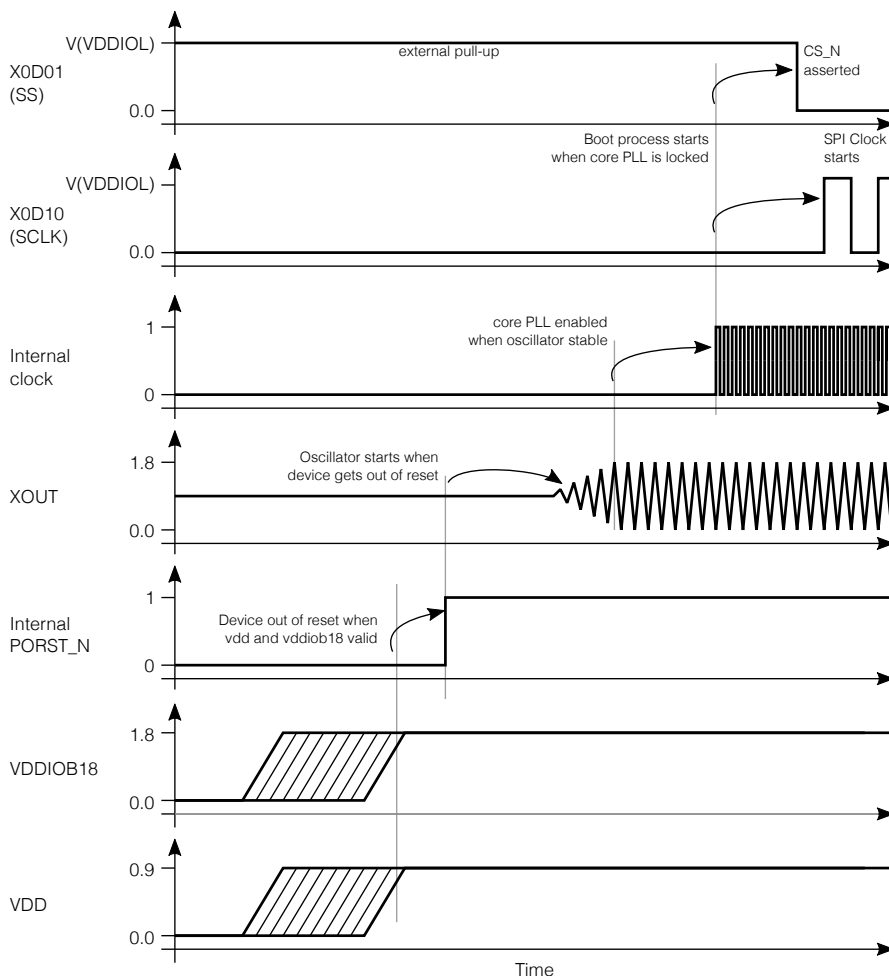 V(VDDIOL)
external pull-up
CS_N
asserted
X0D01
(SS)
0.0
Boot process starts
when core PLL is locked
SPI Clock
starts
V(VDDIOL)
X0D10
(SCLK)
0.0
core PLL enabled
when oscillator stable
1
Internal
clock
0
Oscillator starts when
device gets out of reset
1.8
XOUT
0.0
1
Device out of reset when
vdd and vddiob18 valid
Internal
PORST_N
0
1.8
VDDIOB18
0.0
0.9
VDD
0.0
Time